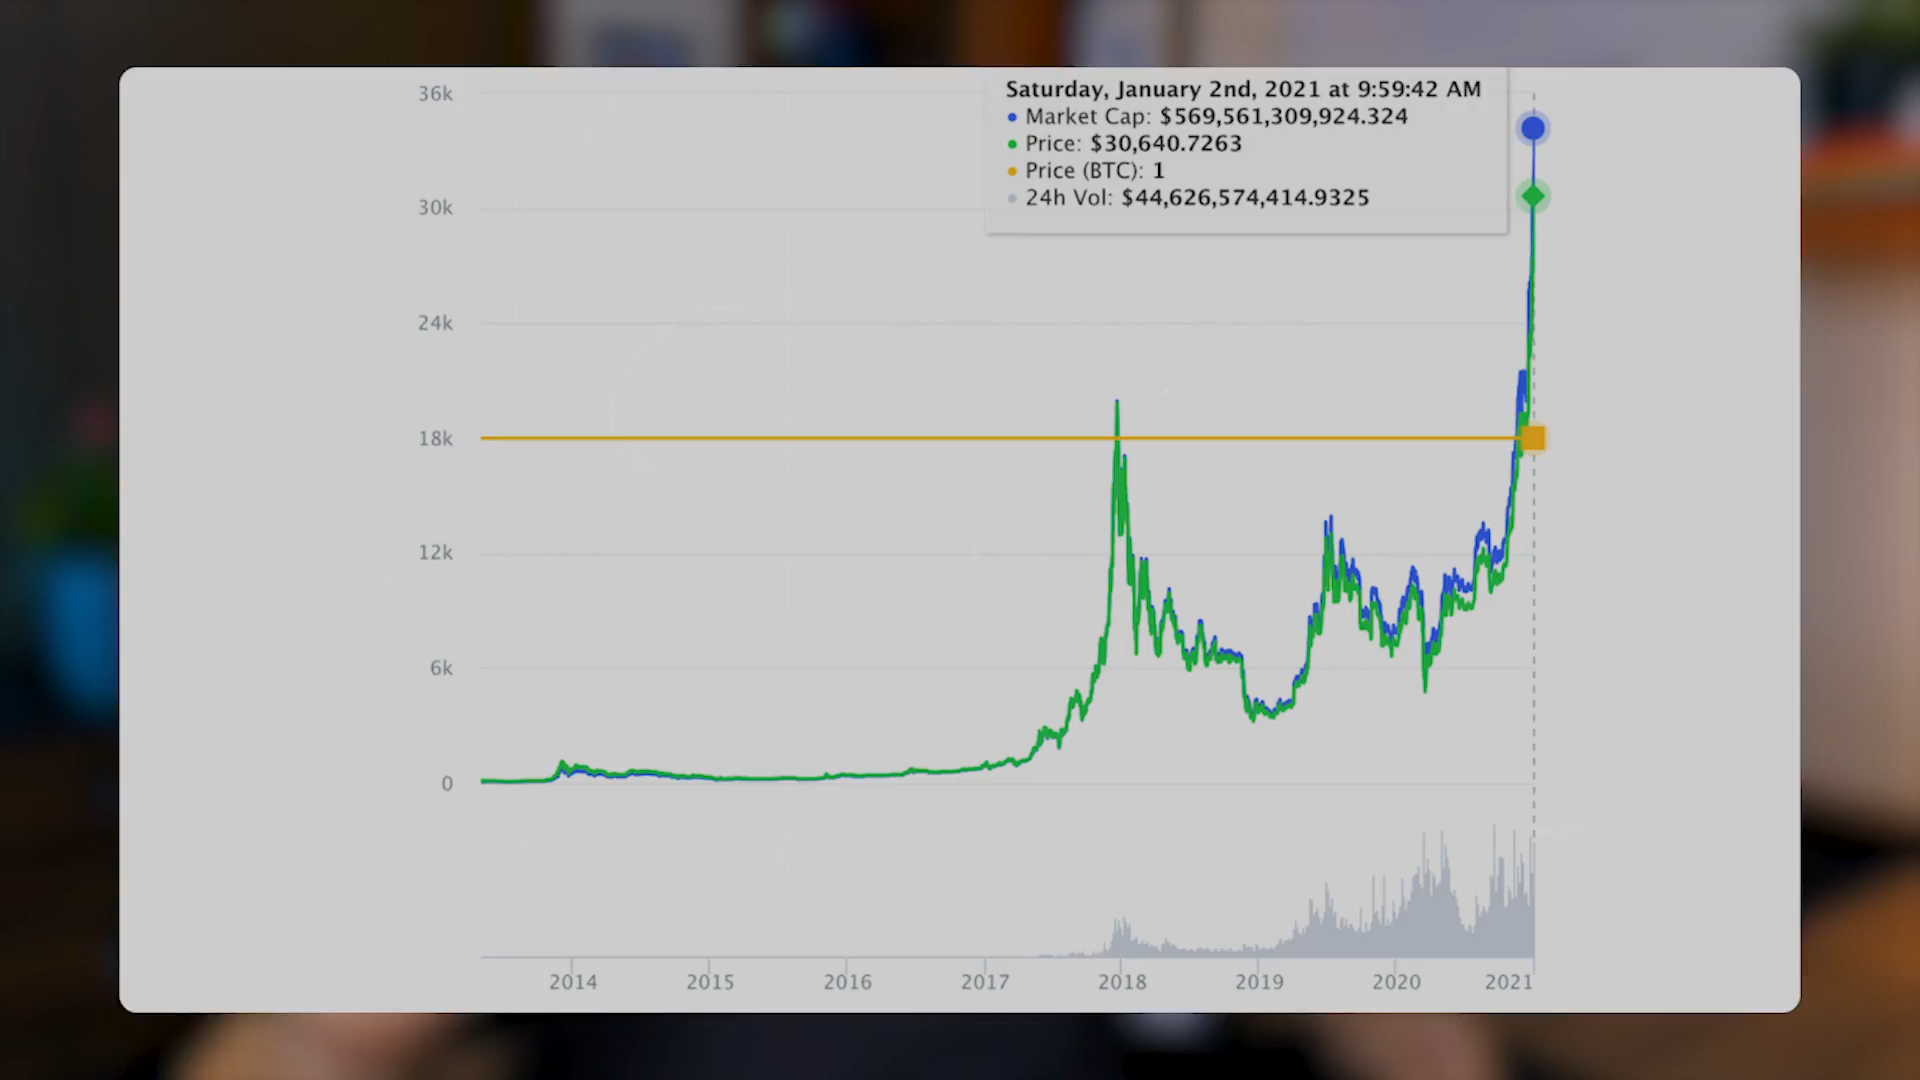 Saturday, January 2nd, 2021 at 9:59:42 AM
Market Cap: $569,561,309,924.324
Price: $30,640.7263
Price (BTC): 1
24h Vol: $44,626,574,414.9325
36k
30k
24k
18k
12k
6k
0
2014 2015 2016 2017 2018 2019 2020 2021